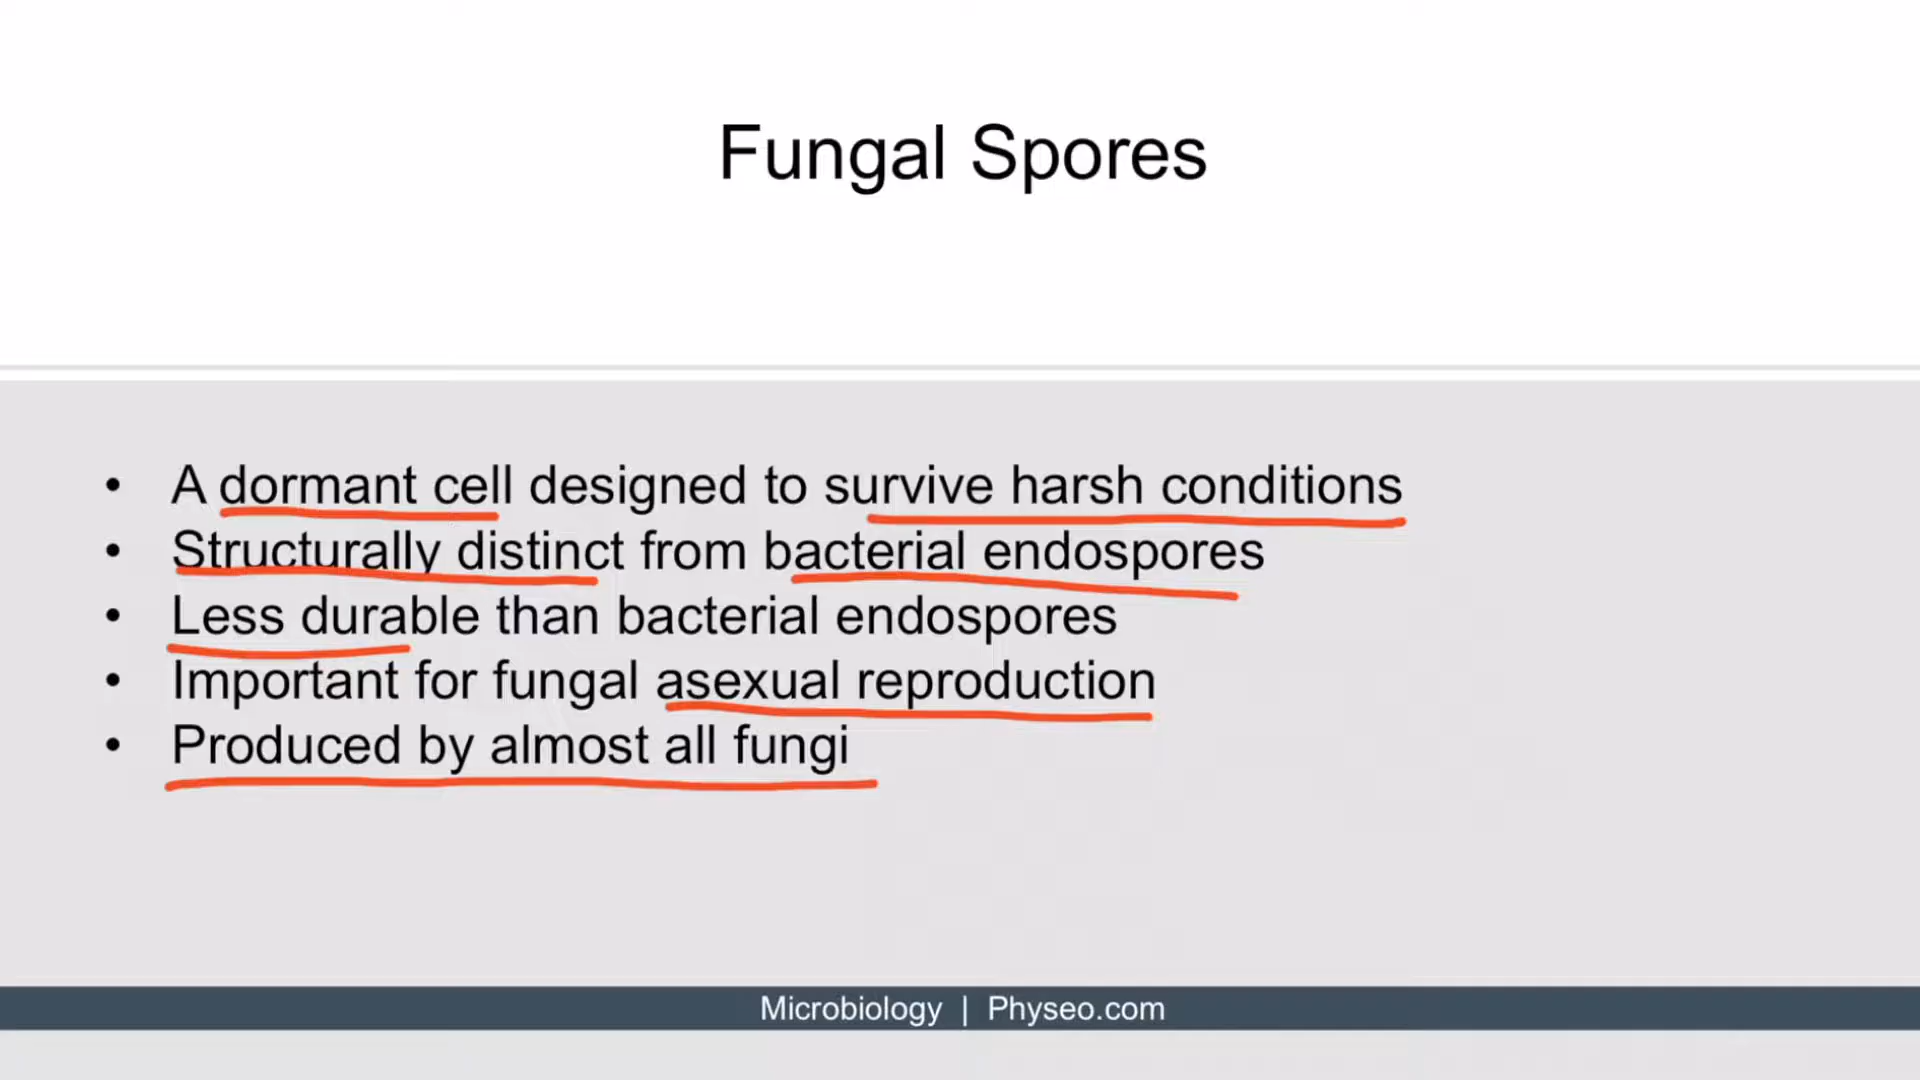 Fungal Spores
• A dormant cell designed to survive harsh conditions
• Structurally distinct from bacterial endospores
• Less durable than bacterial endospores
• Important for fungal asexual reproduction
• Produced by almost all fungi
Microbiology | Physeo.com